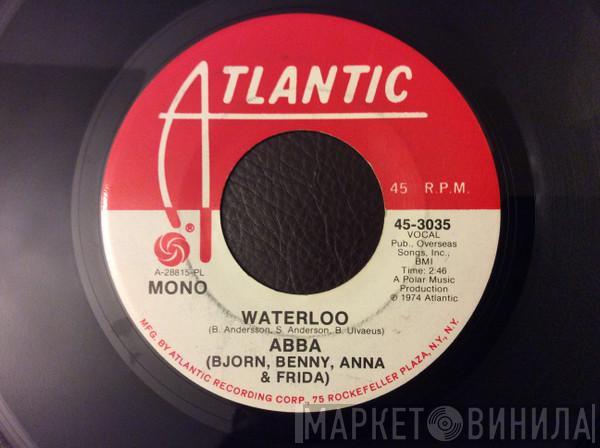 ATLANTIC
45 R.P.M.
®
A-28815-PL
MONO
45-3035
VOCAL
Pub., Overseas
Songs, Inc.,
BMI
Time: 2:46
A Polar Music
Production
℗ 1974 Atlantic
WATERLOO
(B. Andersson, S. Anderson, B. Ulvaeus)
ABBA
(BJORN, BENNY, ANNA
& FRIDA)
MFG. BY ATLANTIC RECORDING CORP., 75 ROCKEFELLER PLAZA, N.Y., N.Y.
МАРКЕТ ВИНИЛА